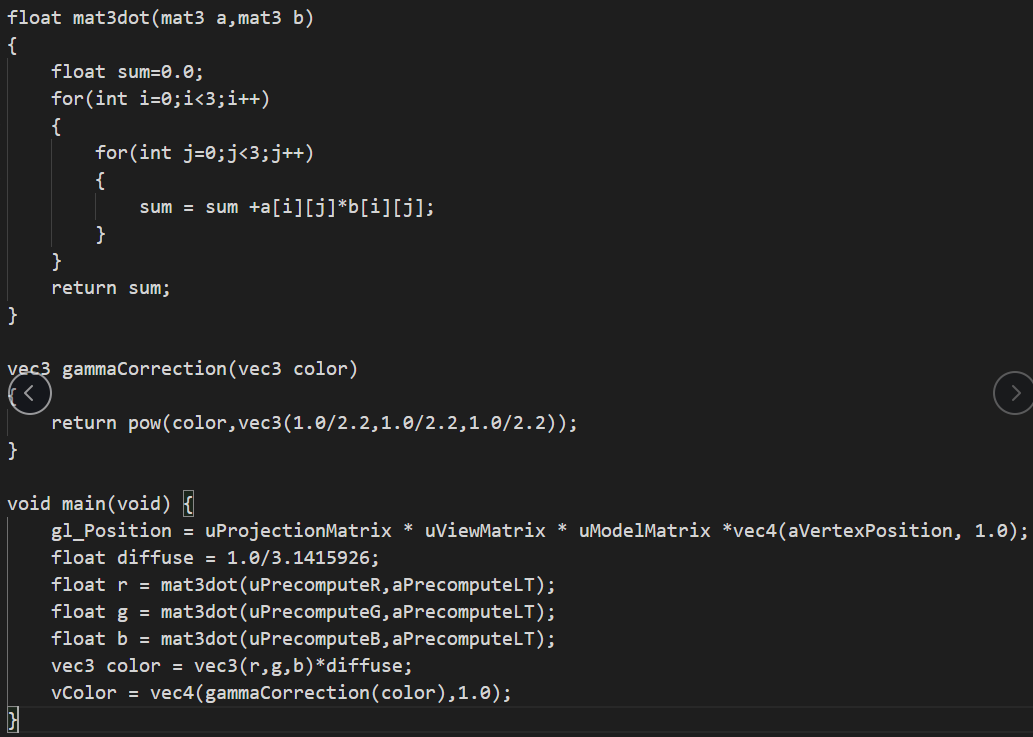 float mat3dot(mat3 a,mat3 b)
{
    float sum=0.0;
    for(int i=0;i<3;i++)
    {
        for(int j=0;j<3;j++)
        {
            sum = sum +a[i][j]*b[i][j];
        }
    }
    return sum;
}
vec3 gammaCorrection(vec3 color)
{
    return pow(color,vec3(1.0/2.2,1.0/2.2,1.0/2.2));
}
void main(void) {
    gl_Position = uProjectionMatrix * uViewMatrix * uModelMatrix *vec4(aVertexPosition, 1.0);
    float diffuse = 1.0/3.1415926;
    float r = mat3dot(uPrecomputeR,aPrecomputeLT);
    float g = mat3dot(uPrecomputeG,aPrecomputeLT);
    float b = mat3dot(uPrecomputeB,aPrecomputeLT);
    vec3 color = vec3(r,g,b)*diffuse;
    vColor = vec4(gammaCorrection(color),1.0);
}